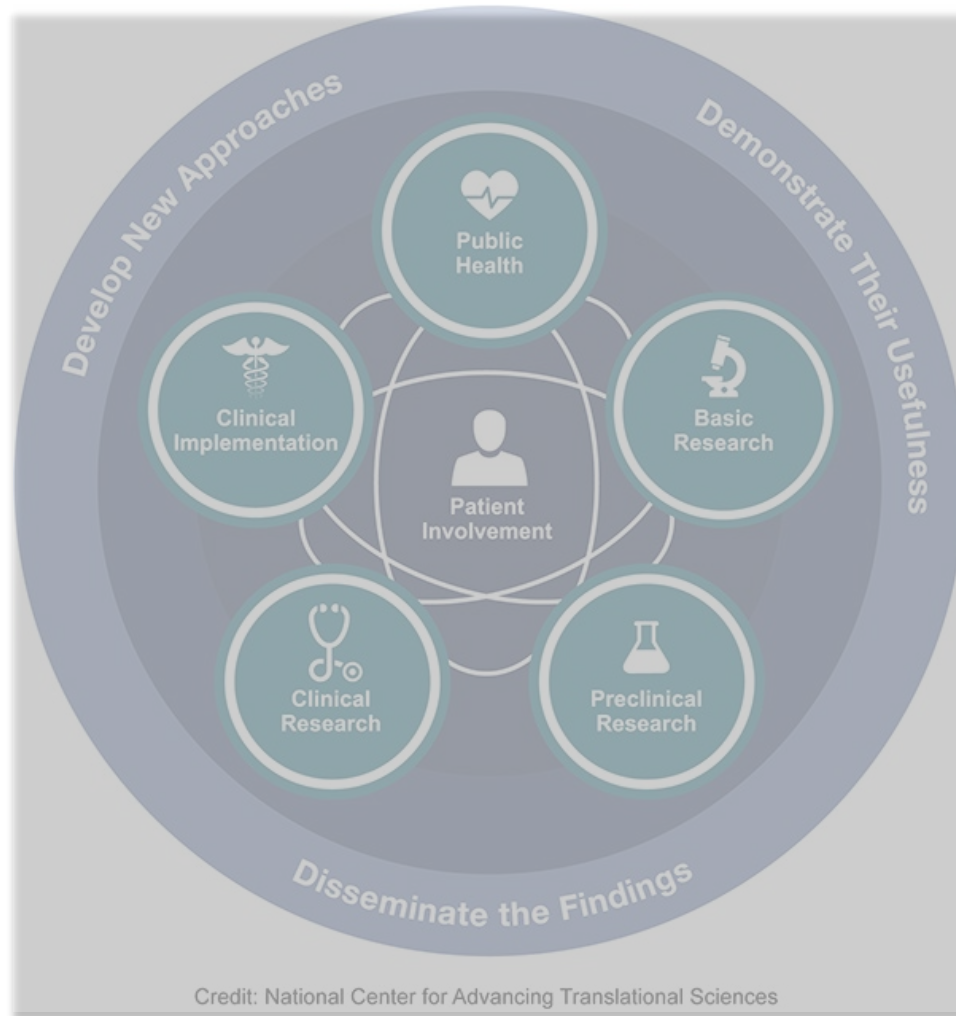 Develop New Approaches
Demonstrate Their Usefulness
Public
Health
Clinical
Implementation
Basic
Research
Patient
Involvement
Clinical
Research
Preclinical
Research
Disseminate the Findings
Credit: National Center for Advancing Translational Sciences